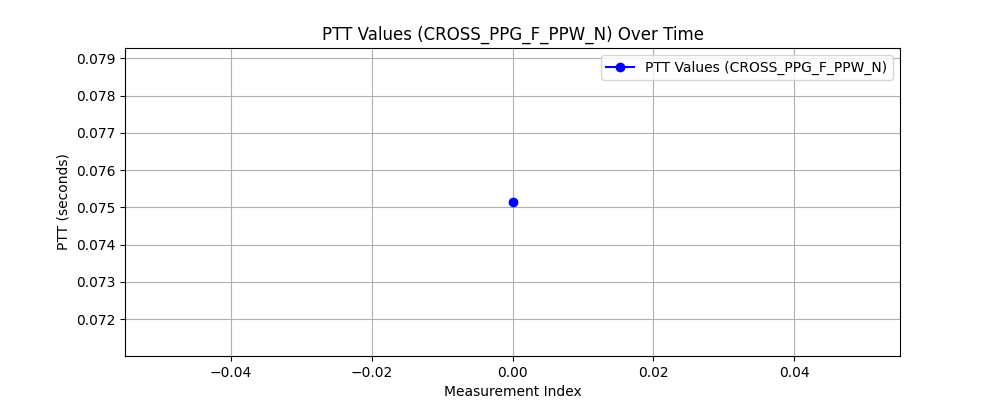 PTT Values (CROSS_PPG_F_PPW_N) Over Time
PTT Values (CROSS_PPG_F_PPW_N)
PTT (seconds)
0.079
0.078
0.077
0.076
0.075
0.074
0.073
0.072
−0.04 −0.02 0.00 0.02 0.04
Measurement Index